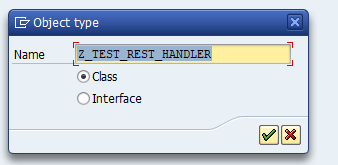 Object type
Name Z_TEST_REST_HANDLER
Class
Interface